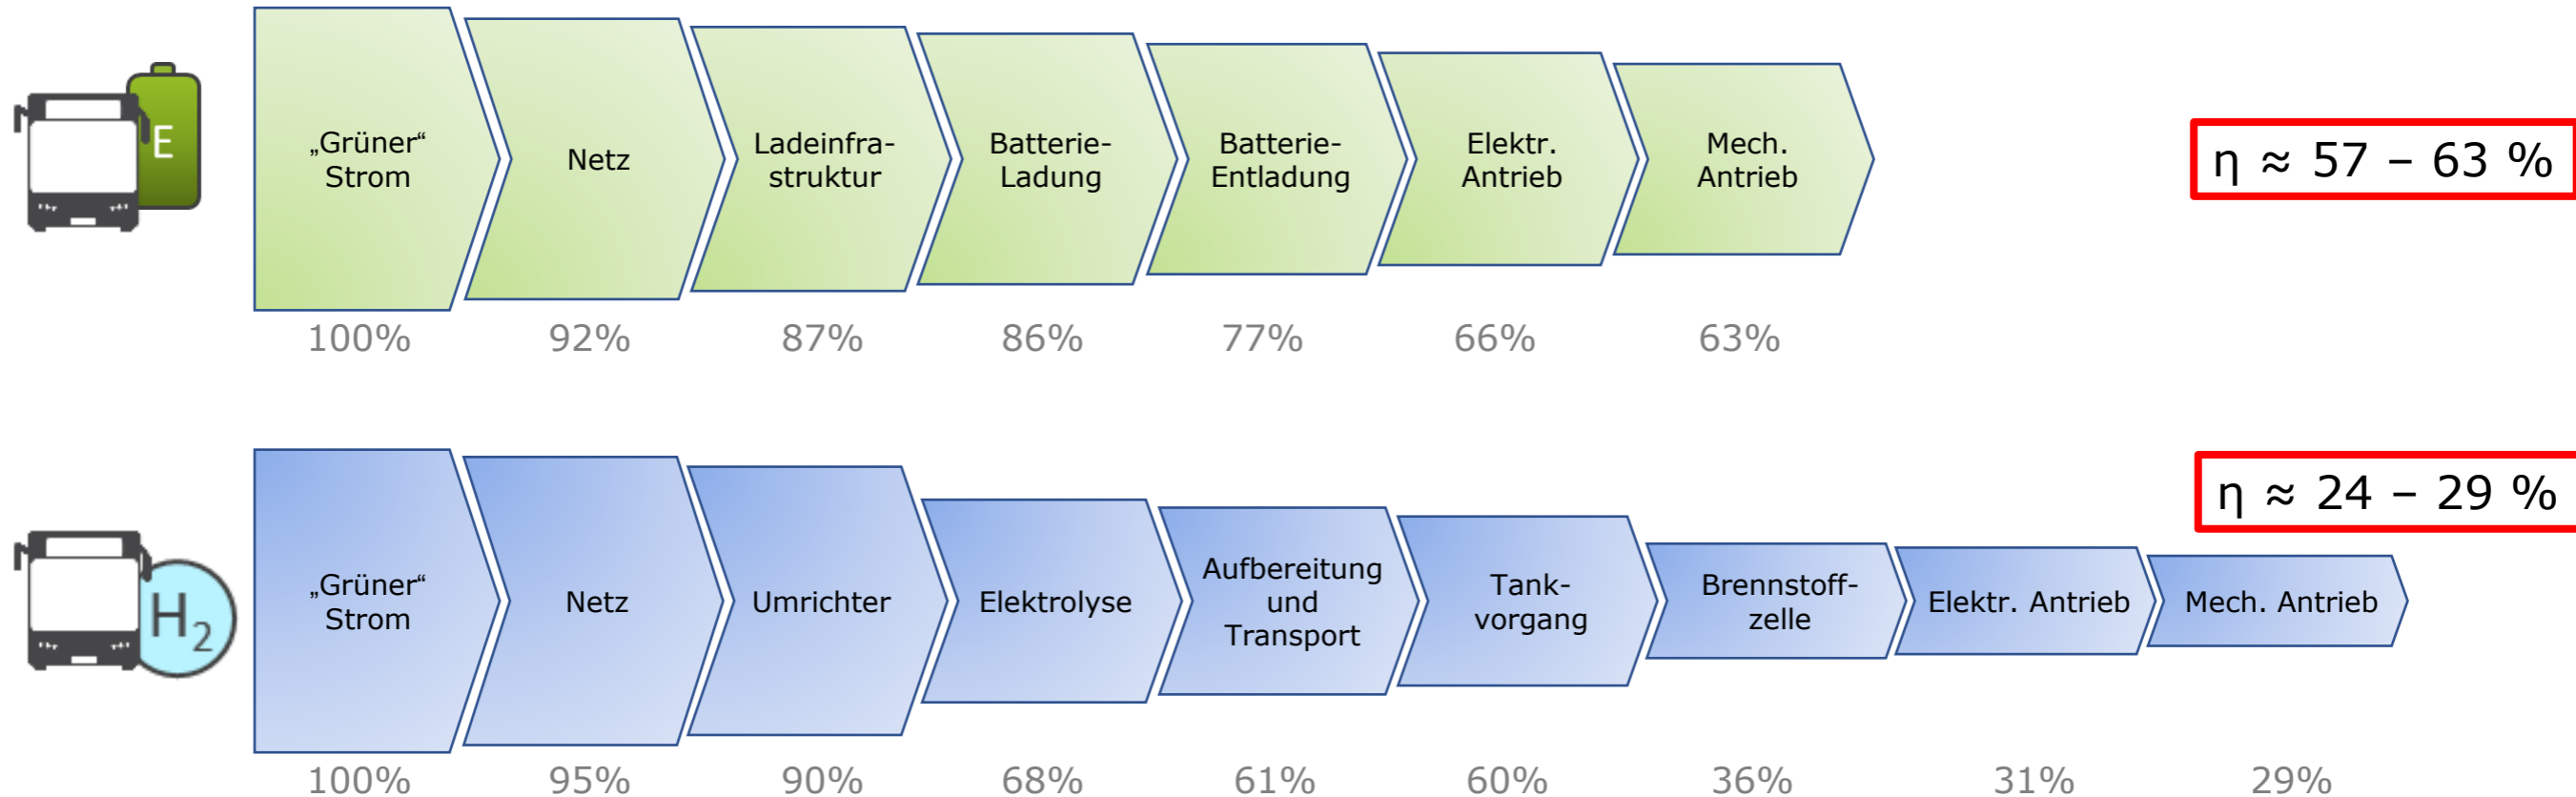 E
„Grüner“
Strom
Netz
Ladeinfra-
struktur
Batterie-
Ladung
Batterie-
Entladung
Elektr.
Antrieb
Mech.
Antrieb
η ≈ 57 – 63 %
100%
92%
87%
86%
77%
66%
63%
H₂
„Grüner“
Strom
Netz
Umrichter
Elektrolyse
Aufbereitung
und
Transport
Tank-
vorgang
Brennstoff-
zelle
Elektr. Antrieb
Mech. Antrieb
η ≈ 24 – 29 %
100%
95%
90%
68%
61%
60%
36%
31%
29%